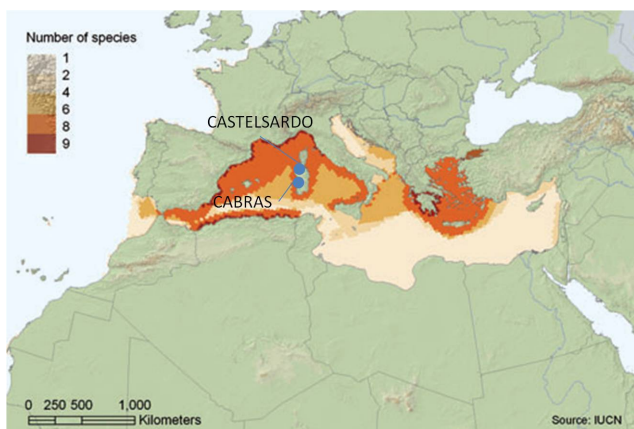 Number of species
1
2
4
6
8
9
CASTELSARDO
CABRAS
0 250 500 1,000
Kilometers
Source: IUCN